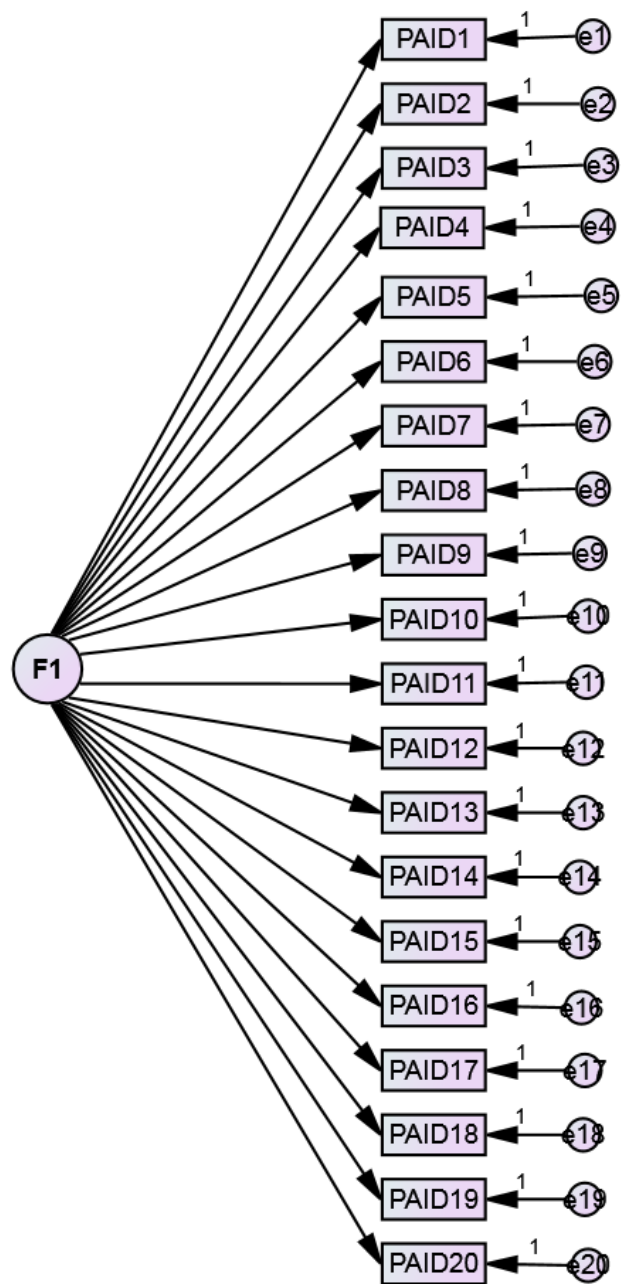 1
PAID1
e1
1
PAID2
e2
1
PAID3
e3
1
PAID4
e4
1
PAID5
e5
1
PAID6
e6
1
PAID7
e7
1
PAID8
e8
1
PAID9
e9
1
PAID10
e10
F1
1
PAID11
e11
1
PAID12
e12
1
PAID13
e13
1
PAID14
e14
1
PAID15
e15
1
PAID16
e16
1
PAID17
e17
1
PAID18
e18
1
PAID19
e19
1
PAID20
e20